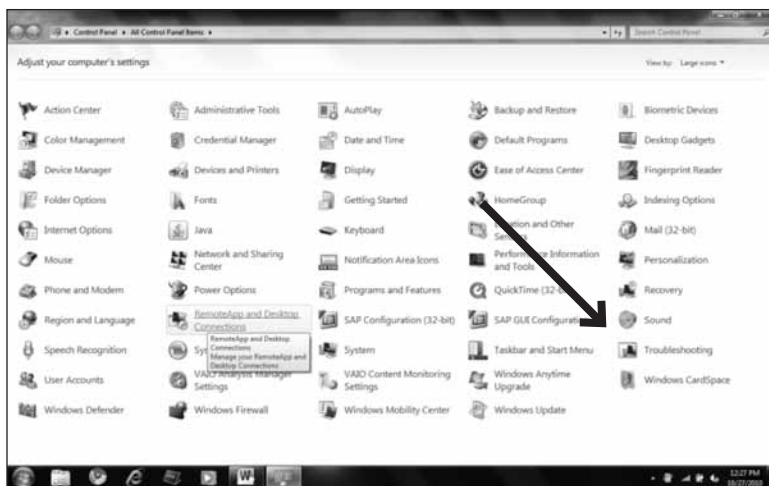 Control Panel All Control Panel Items
Search Control Panel
Adjust your computer's settings
View by: Large icons
Action Center
Administrative Tools
AutoPlay
Backup and Restore
Biometric Devices
Color Management
Credential Manager
Date and Time
Default Programs
Desktop Gadgets
Device Manager
Devices and Printers
Display
Ease of Access Center
Fingerprint Reader
Folder Options
Fonts
Getting Started
HomeGroup
Indexing Options
Internet Options
Java
Keyboard
and Other
Mail (32-bit)
Mouse
Network and Sharing
Center
Notification Area Icons
Information
and Tools
Personalization
Phone and Modem
Power Options
Programs and Features
QuickTime
Recovery
Region and Language
RemoteApp and Desktop
Connections
SAP Configuration (32-bit)
SAP GUI
Sound
Speech Recognition
RemoteApp and Desktop
Connections
Manage your RemoteApp and
Desktop Connections
System
Taskbar and Start Menu
Troubleshooting
User Accounts
VAIO Analysis Manager
Settings
VAIO Content Monitoring
Settings
Windows Anytime
Upgrade
Windows CardSpace
Windows Defender
Windows Firewall
Windows Mobility Center
Windows Update
12:27 PM
10/27/2010